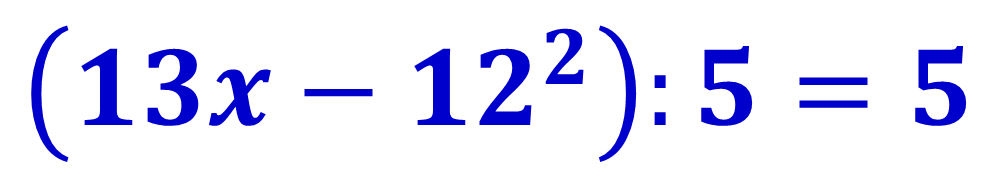 (13x − 12²): 5 = 5